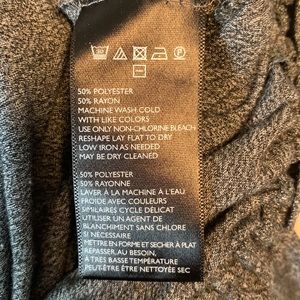 50% POLYESTER
50% RAYON
MACHINE WASH COLD
WITH LIKE COLORS
USE ONLY NON-CHLORINE BLEACH
RESHAPE LAY FLAT TO DRY
LOW IRON AS NEEDED
MAY BE DRY CLEANED
50% POLYESTER
50% RAYONNE
LAVER À LA MACHINE À L'EAU
FROIDE AVEC COULEURS
SIMILAIRES CYCLE DÉLICAT
UTILISER UN AGENT DE
BLANCHIMENT SANS CHLORE
SI NECESSAIRE
METTRE EN FORME ET SECHER À PLAT
REPASSER, AU BESOIN,
À TRÈS BASSE TEMPÉRATURE
PEUT-ÊTRE ÊTRE NETTOYÉE SEC